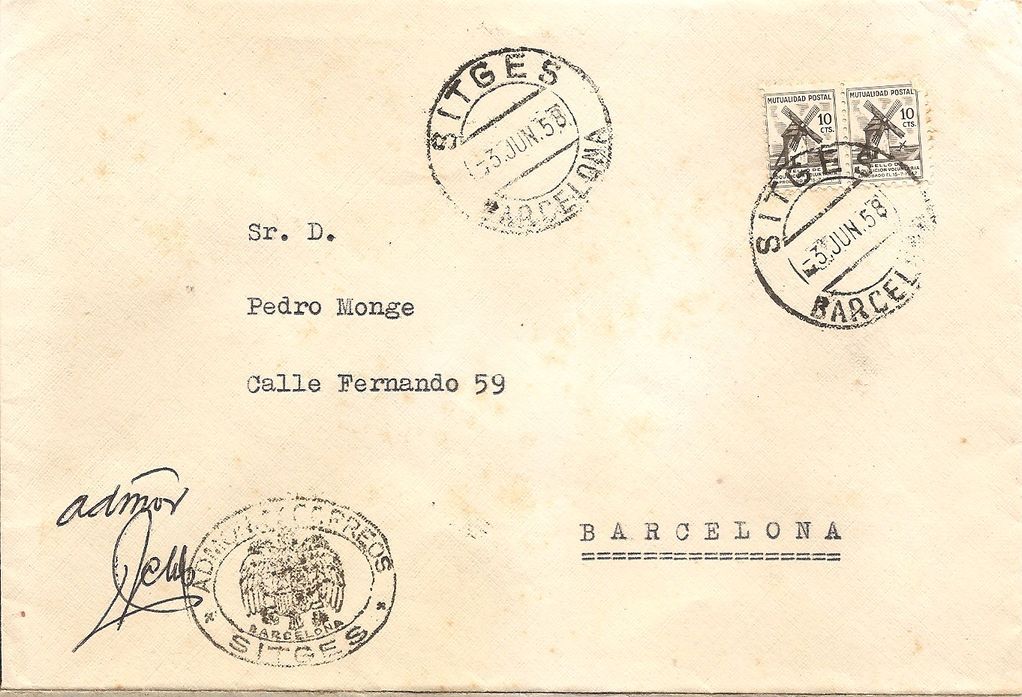 SITGES
-3.JUN.58
BARCELONA
MUTUALIDAD POSTAL
10
CTS.
MUTUALIDAD POSTAL
10
CTS.
SITGES
-3.JUN.58
BARCEL
Sr. D.
Pedro Monge
Calle Fernando 59
BARCELONA
admor
CORREOS
BARCELONA
SITGES